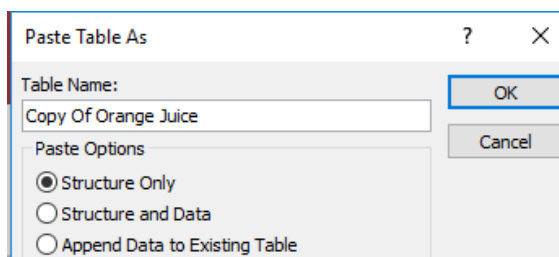 Paste Table As ?
Table Name:
OK
Copy Of Orange Juice
Cancel
Paste Options
Structure Only
Structure and Data
Append Data to Existing Table